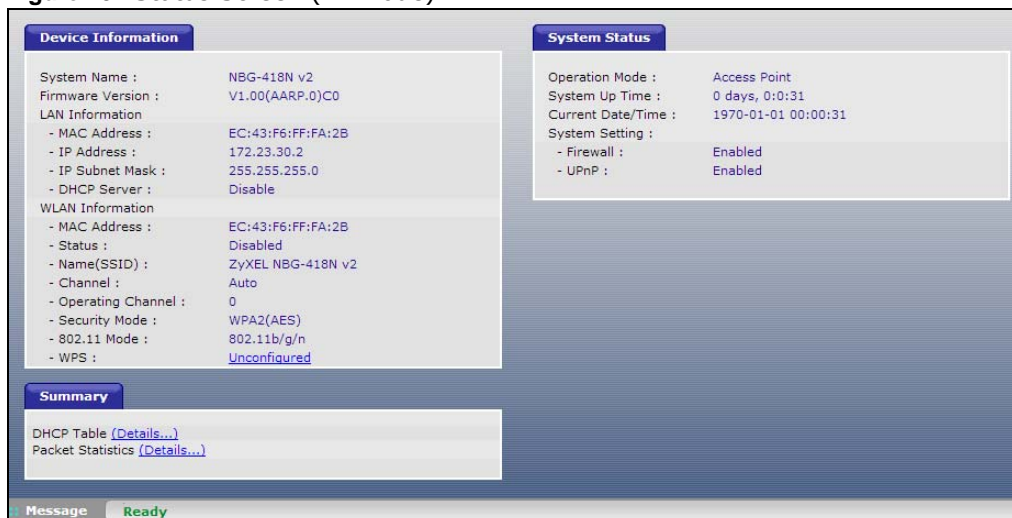 Device Information
System Name : NBG-418N v2
Firmware Version : V1.00(AARP.0)C0
LAN Information
- MAC Address : EC:43:F6:FF:FA:2B
- IP Address : 172.23.30.2
- IP Subnet Mask : 255.255.255.0
- DHCP Server : Disable
WLAN Information
- MAC Address : EC:43:F6:FF:FA:2B
- Status : Disabled
- Name(SSID) : ZyXEL NBG-418N v2
- Channel : Auto
- Operating Channel : 0
- Security Mode : WPA2(AES)
- 802.11 Mode : 802.11b/g/n
- WPS : Unconfigured
Summary
DHCP Table (Details...)
Packet Statistics (Details...)
System Status
Operation Mode : Access Point
System Up Time : 0 days, 0:0:31
Current Date/Time : 1970-01-01 00:00:31
System Setting :
- Firewall : Enabled
- UPnP : Enabled
Message Ready